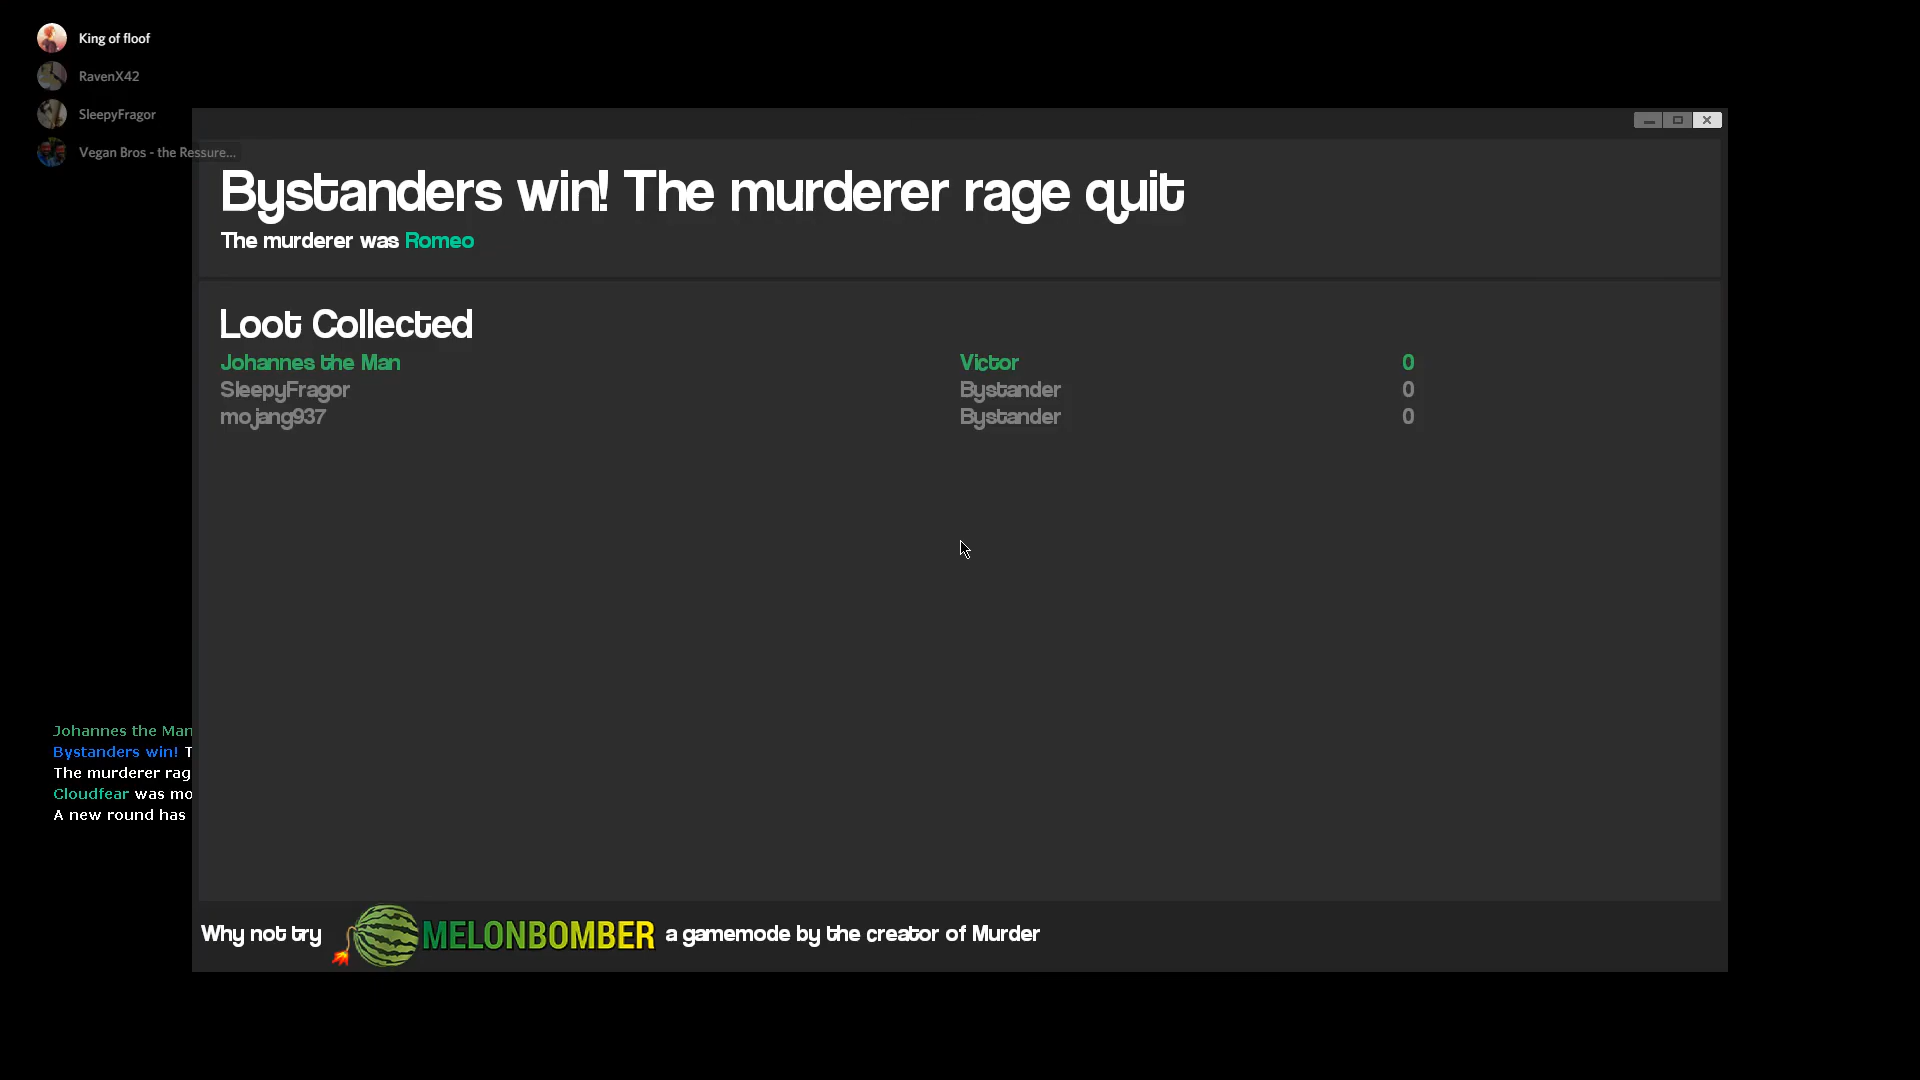 King of floof
RavenX42
SleepyFragor
Vegan Bros - the Ressure...
Bystanders win! The murderer rage quit
The murderer was Romeo
Loot Collected
Johannes the Man Victor 0
SleepyFragor Bystander 0
mojang937 Bystander 0
Johannes the Man
Bystanders win! T
The murderer rag
Cloudfear was mo
A new round has
Why not try MELONBOMBER a gamemode by the creator of Murder